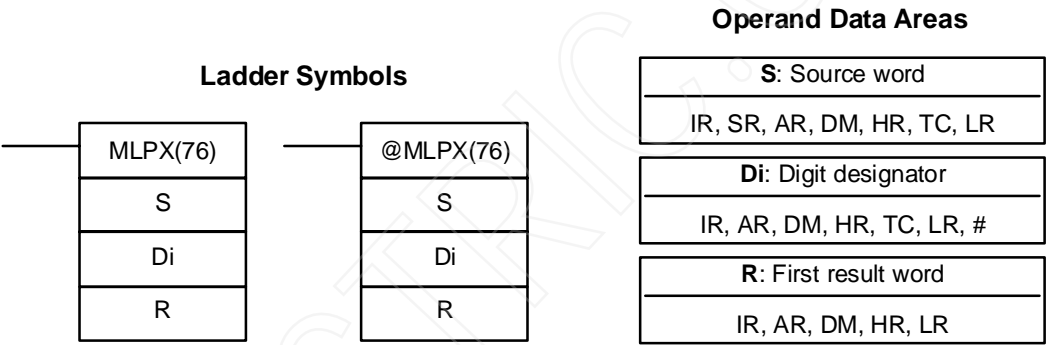 Operand Data Areas
Ladder Symbols
S: Source word
IR, SR, AR, DM, HR, TC, LR
MLPX(76)
@MLPX(76)
S
S
Di: Digit designator
Di
Di
IR, AR, DM, HR, TC, LR, #
R
R
R: First result word
IR, AR, DM, HR, LR